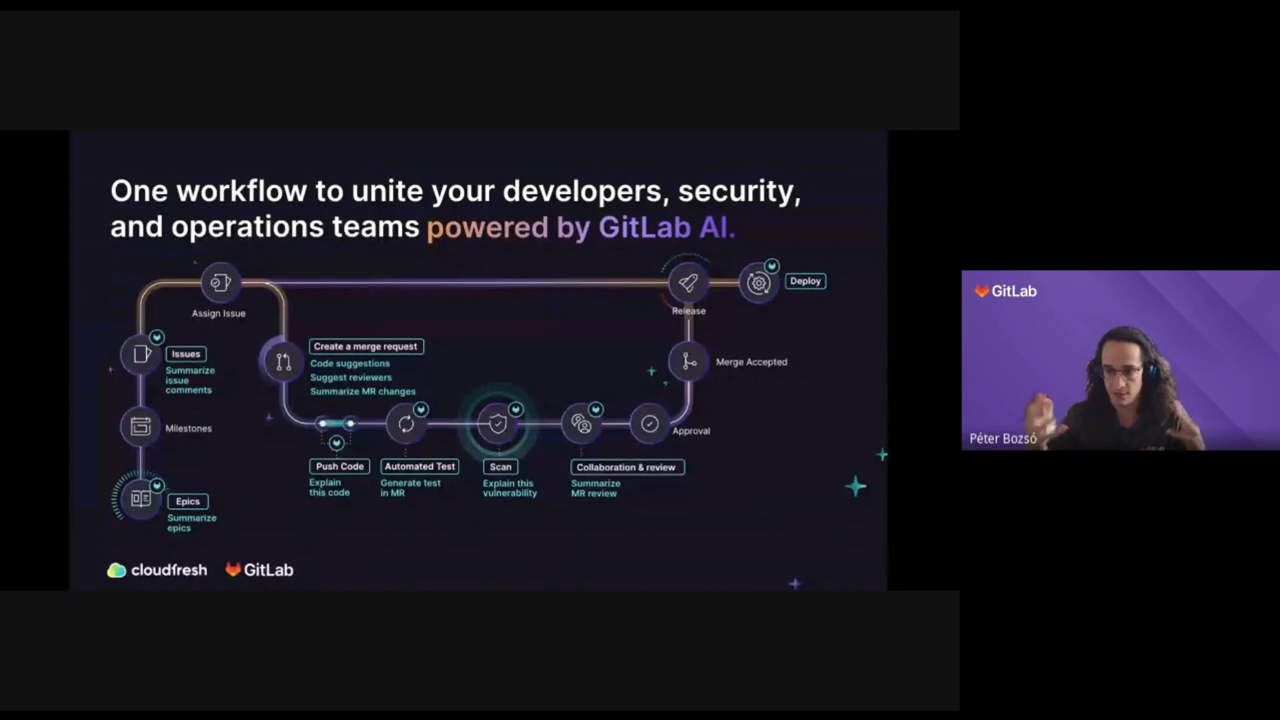 One workflow to unite your developers, security,
and operations teams powered by GitLab AI.
Assign Issue
Issues
Summarize
issue
comments
Milestones
Epics
Summarize
epics
Create a merge request
Code suggestions
Suggest reviewers
Summarize MR changes
Push Code
Explain
this code
Automated Test
Generate test
in MR
Scan
Explain this
vulnerability
Collaboration & review
Summarize
MR review
Approval
Merge Accepted
Release
Deploy
cloudfresh
GitLab
GitLab
Péter Bozsó